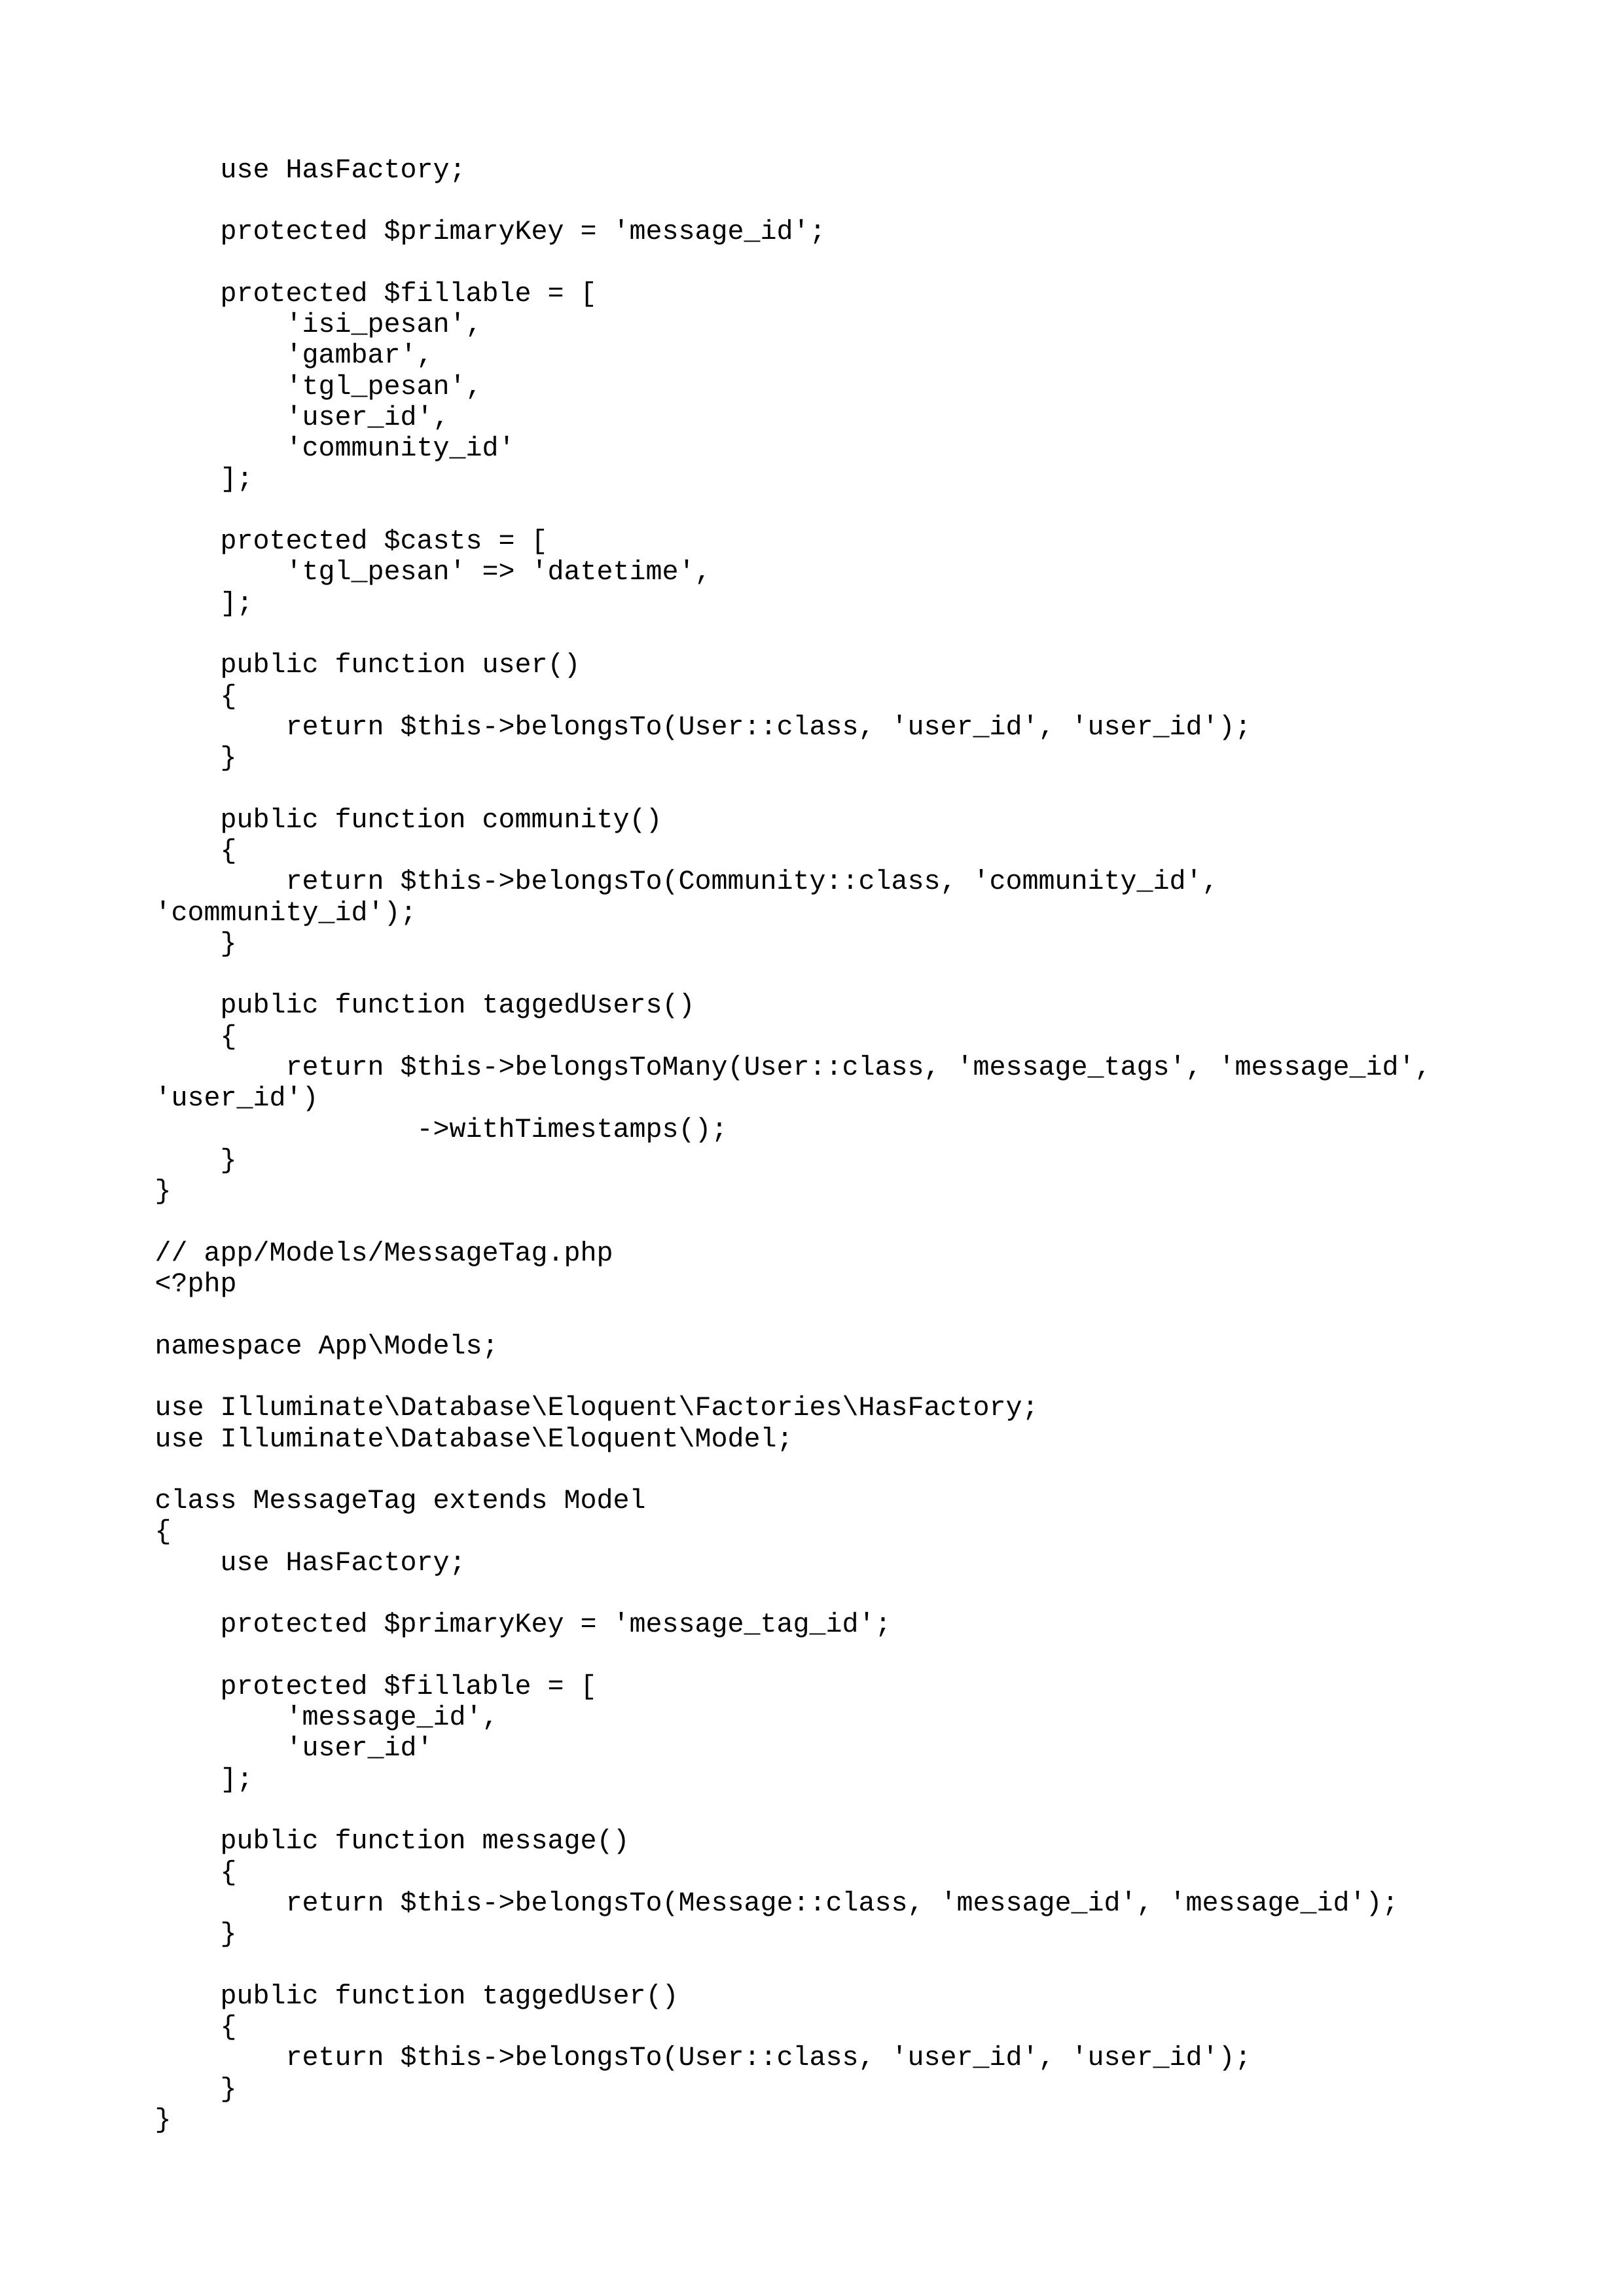 use HasFactory;

    protected $primaryKey = 'message_id';

    protected $fillable = [
        'isi_pesan',
        'gambar',
        'tgl_pesan',
        'user_id',
        'community_id'
    ];

    protected $casts = [
        'tgl_pesan' => 'datetime',
    ];

    public function user()
    {
        return $this->belongsTo(User::class, 'user_id', 'user_id');
    }

    public function community()
    {
        return $this->belongsTo(Community::class, 'community_id',
'community_id');
    }

    public function taggedUsers()
    {
        return $this->belongsToMany(User::class, 'message_tags', 'message_id',
'user_id')
                ->withTimestamps();
    }
}

// app/Models/MessageTag.php
<?php

namespace App\Models;

use Illuminate\Database\Eloquent\Factories\HasFactory;
use Illuminate\Database\Eloquent\Model;

class MessageTag extends Model
{
    use HasFactory;

    protected $primaryKey = 'message_tag_id';

    protected $fillable = [
        'message_id',
        'user_id'
    ];

    public function message()
    {
        return $this->belongsTo(Message::class, 'message_id', 'message_id');
    }

    public function taggedUser()
    {
        return $this->belongsTo(User::class, 'user_id', 'user_id');
    }
}